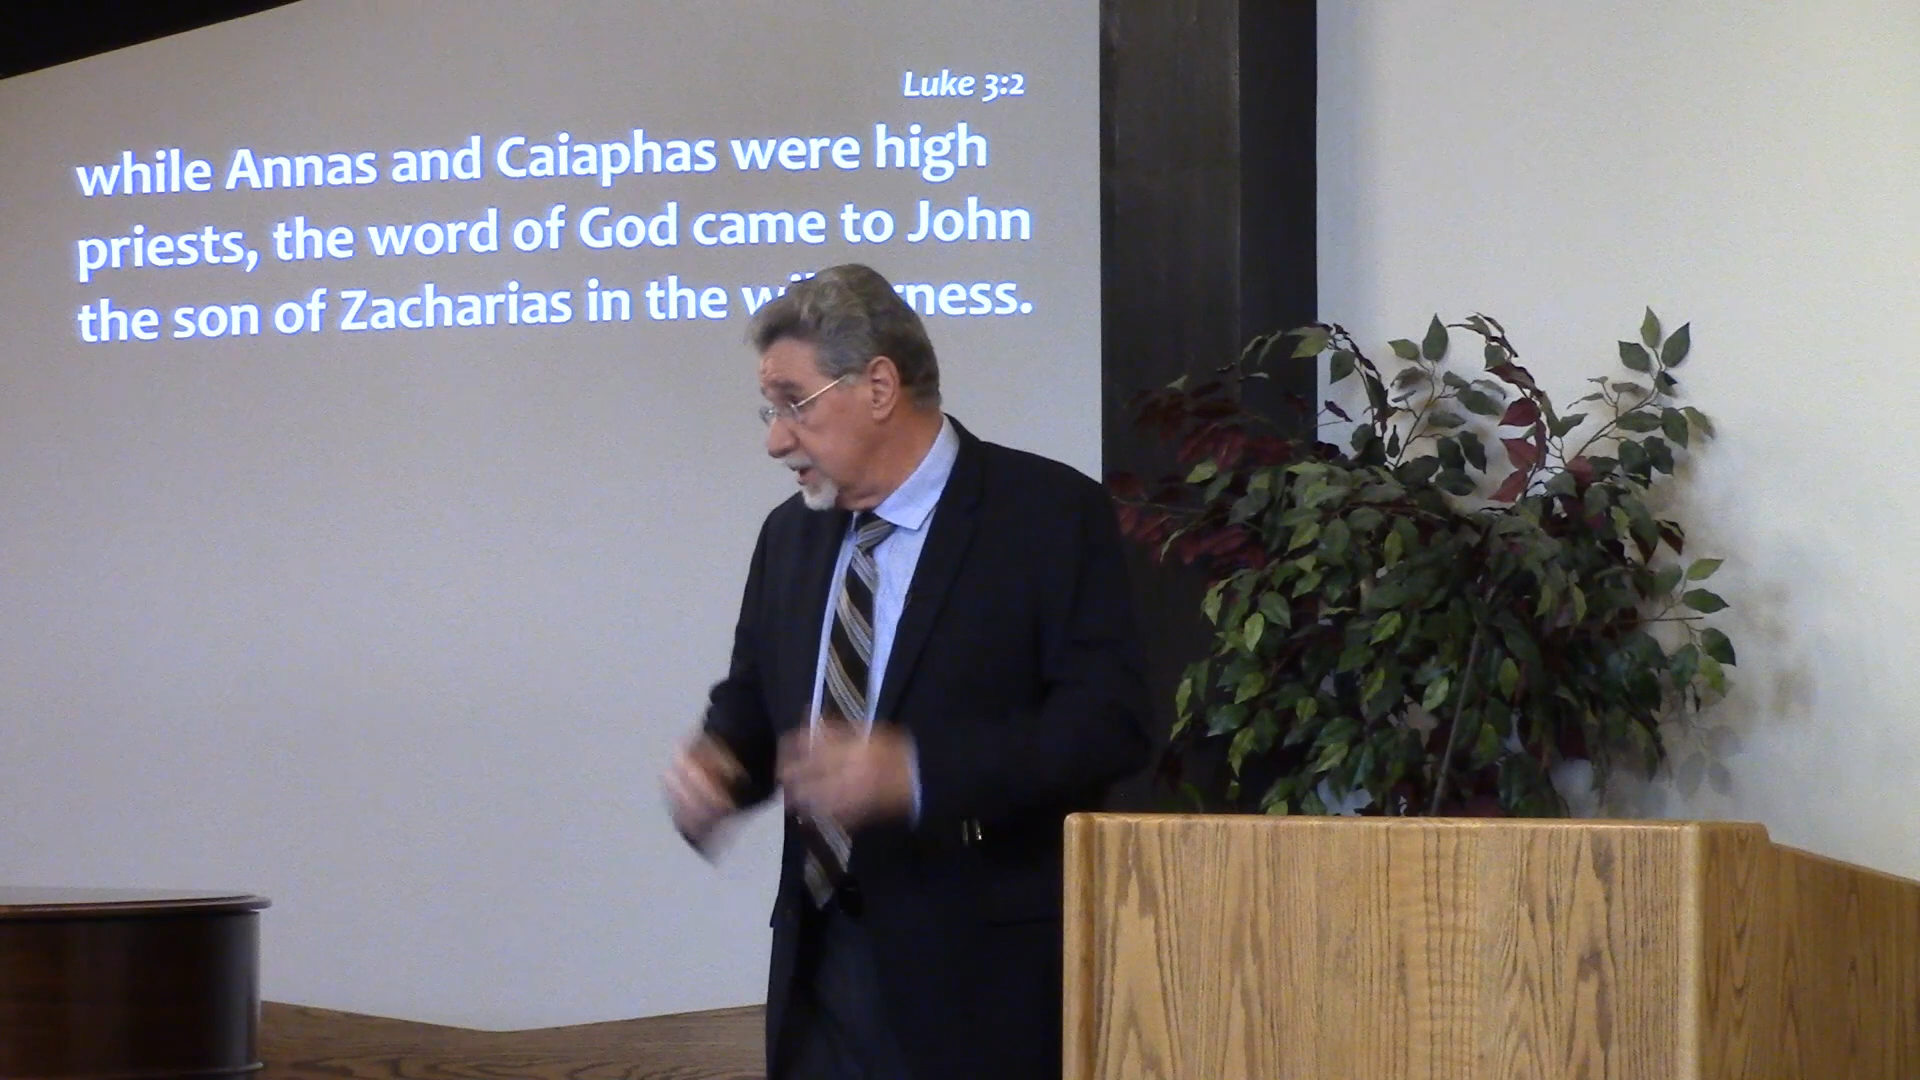 Luke 3:2
while Annas and Caiaphas were high
priests, the word of God came to John
the son of Zacharias in the